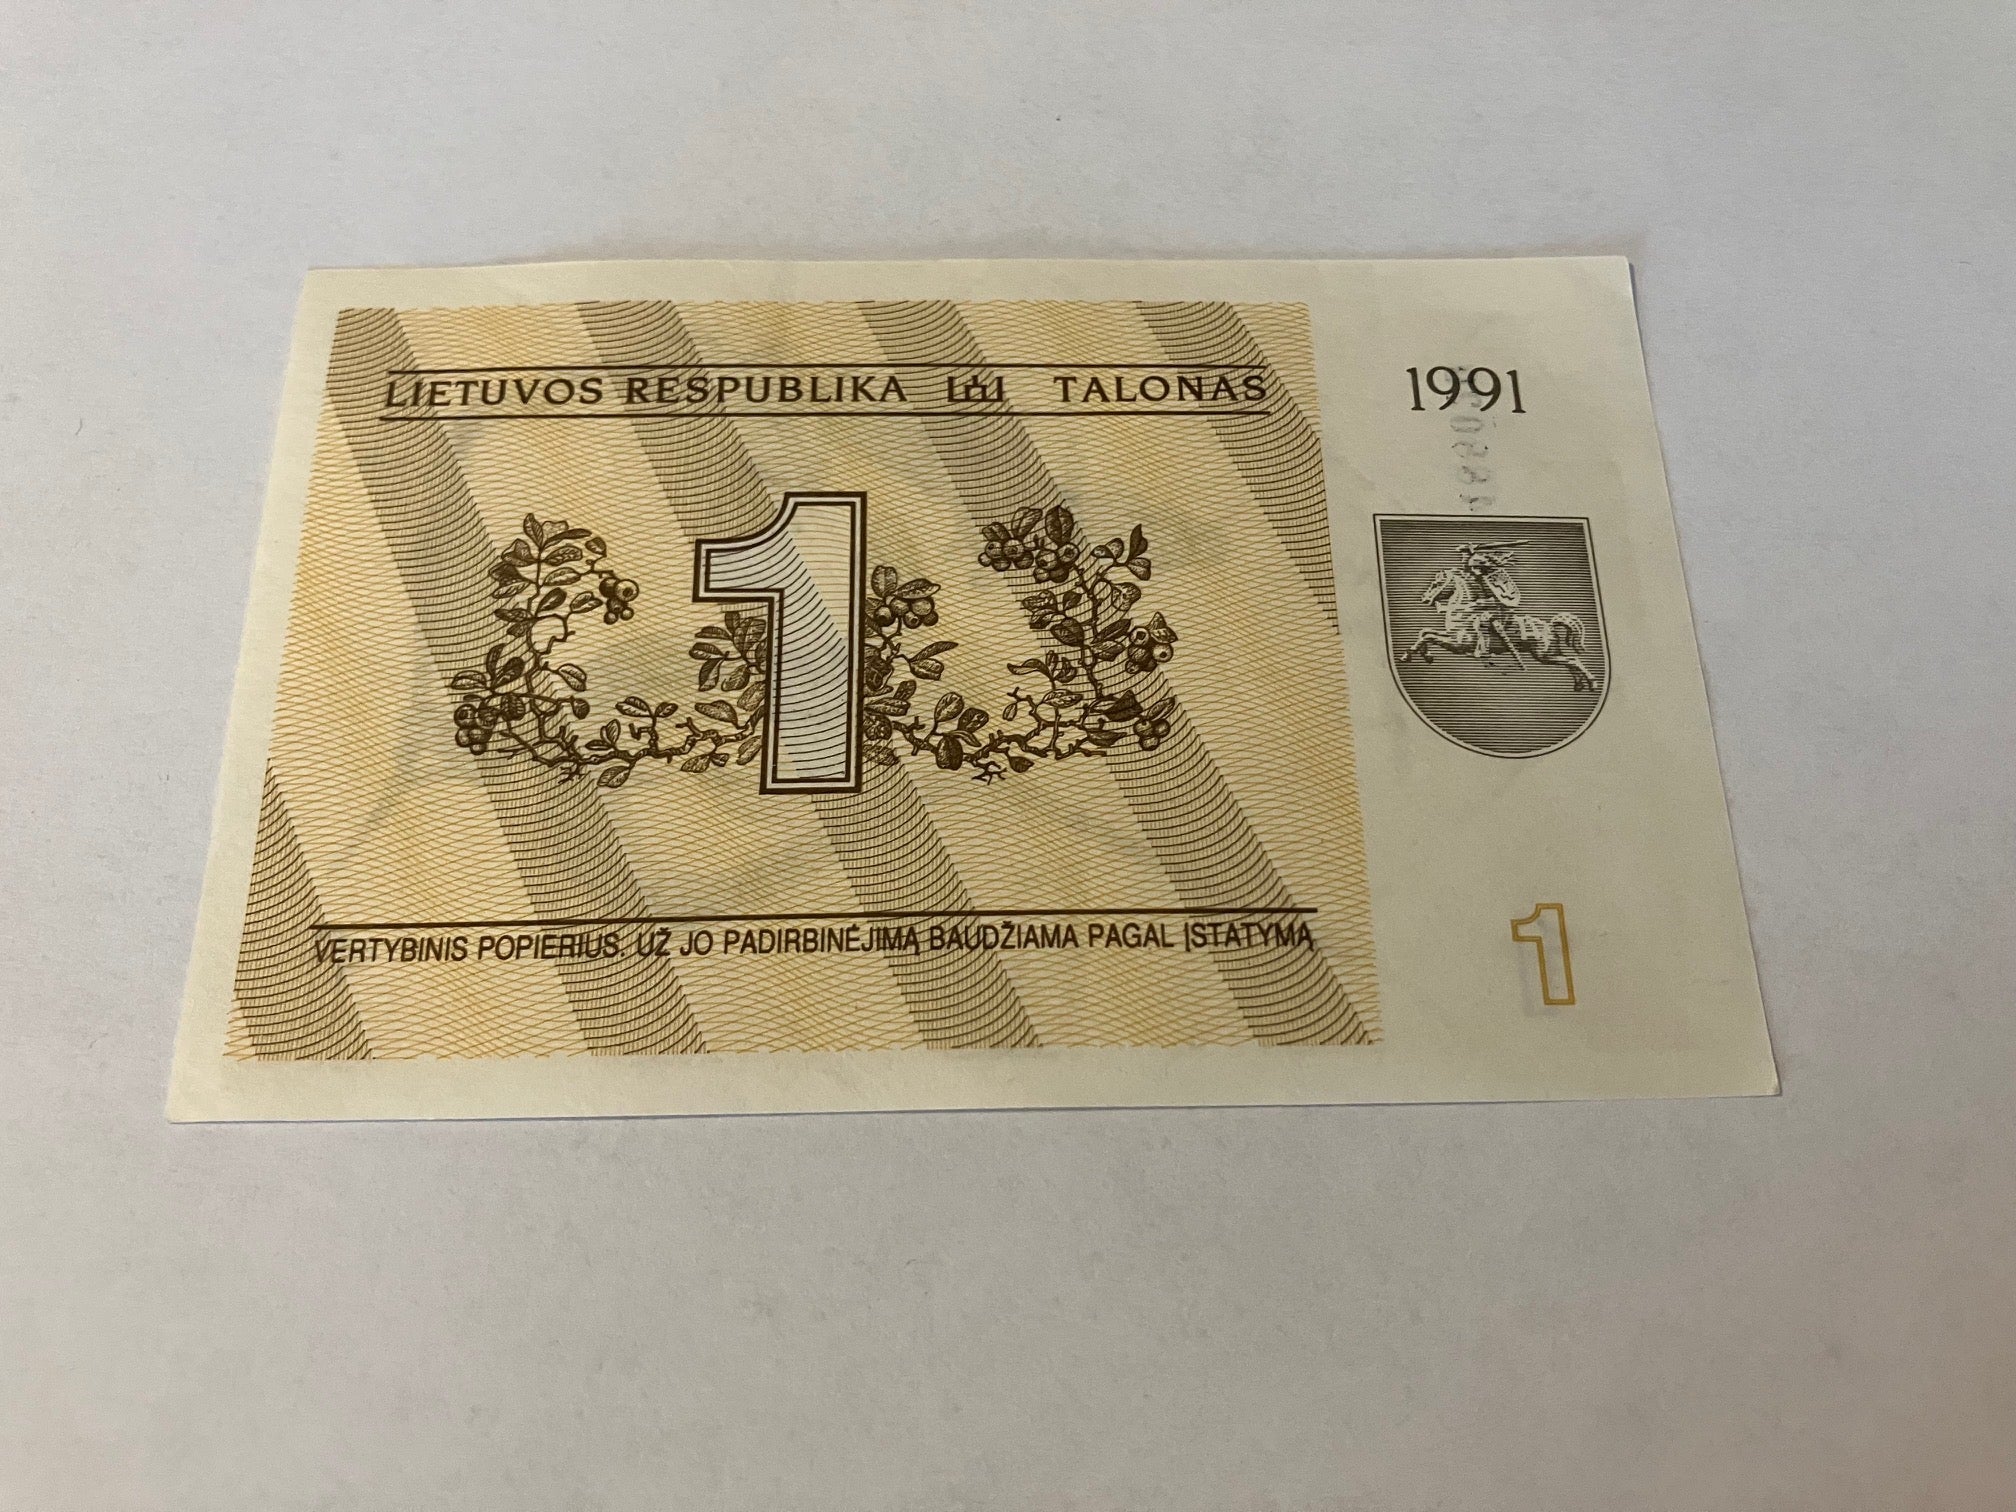 LIETUVOS RESPUBLIKA TALONAS
1991
1
VERTYBINIS POPIERIUS. UŽ JO PADIRBINĖJIMĄ BAUDŽIAMA PAGAL ĮSTATYMĄ
1